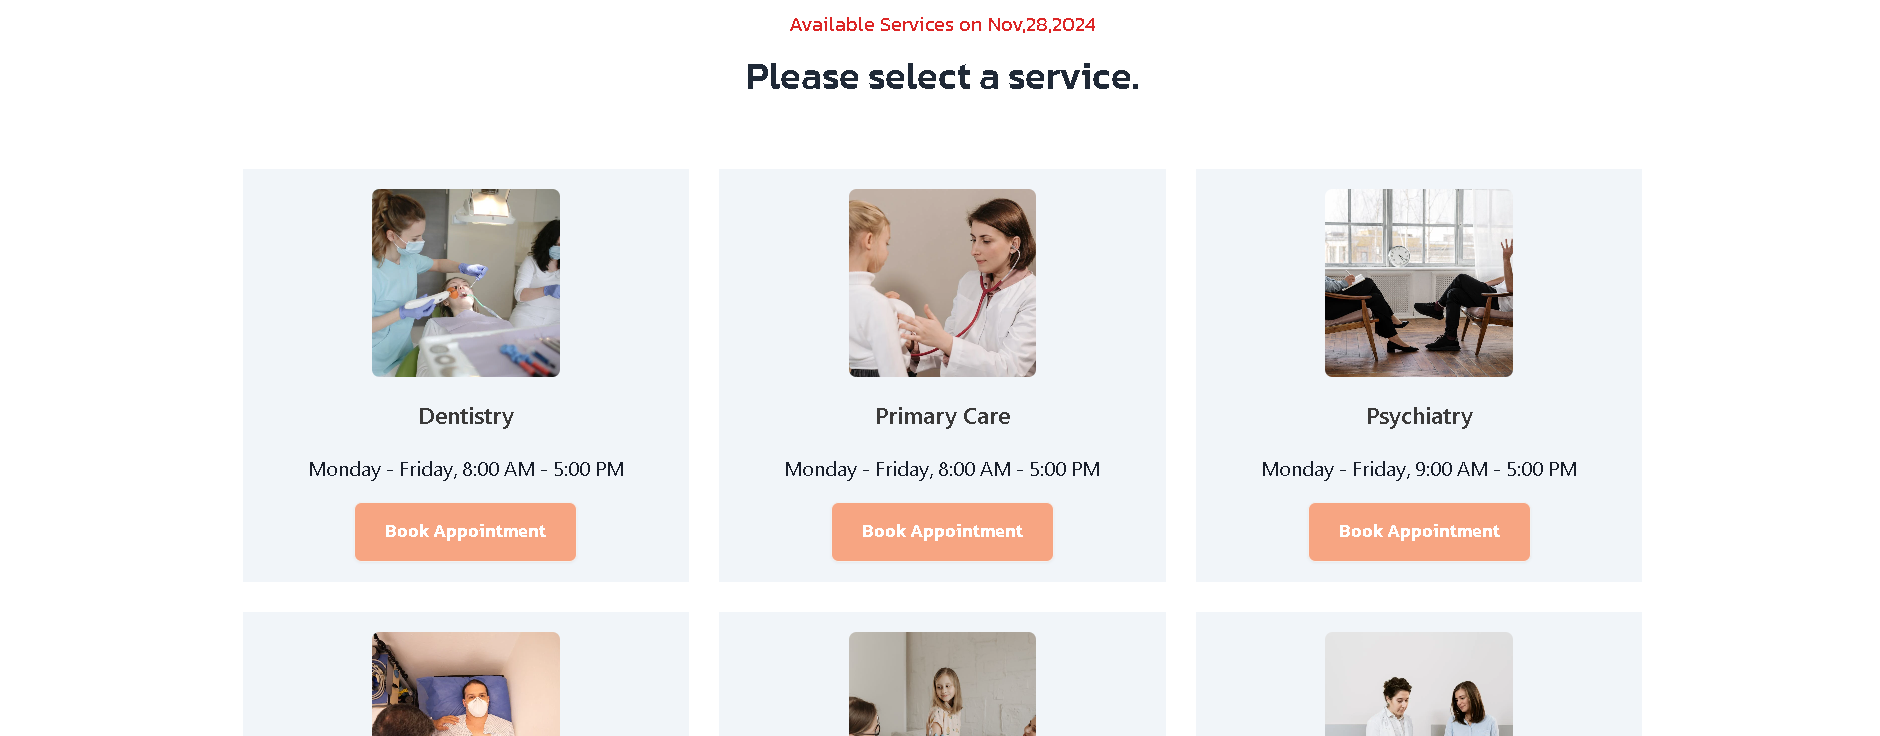 Available Services on Nov,28,2024
Please select a service.
Dentistry
Monday - Friday, 8:00 AM - 5:00 PM
Book Appointment
Primary Care
Monday - Friday, 8:00 AM - 5:00 PM
Book Appointment
Psychiatry
Monday - Friday, 9:00 AM - 5:00 PM
Book Appointment